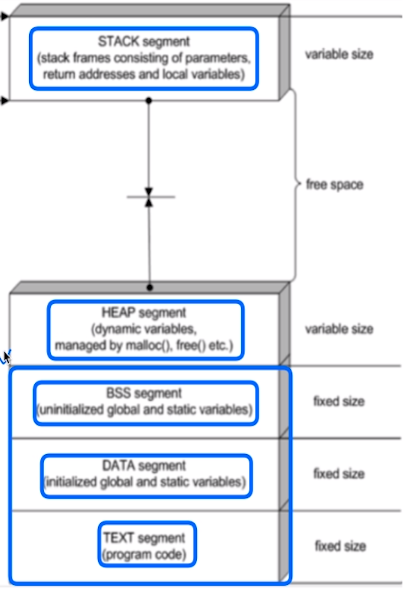 STACK segment
(stack frames consisting of parameters,
return addresses and local variables)
variable size
free space
HEAP segment
(dynamic variables,
managed by malloc(), free() etc.)
variable size
BSS segment
(uninitialized global and static variables)
fixed size
DATA segment
(initialized global and static variables)
fixed size
TEXT segment
(program code)
fixed size